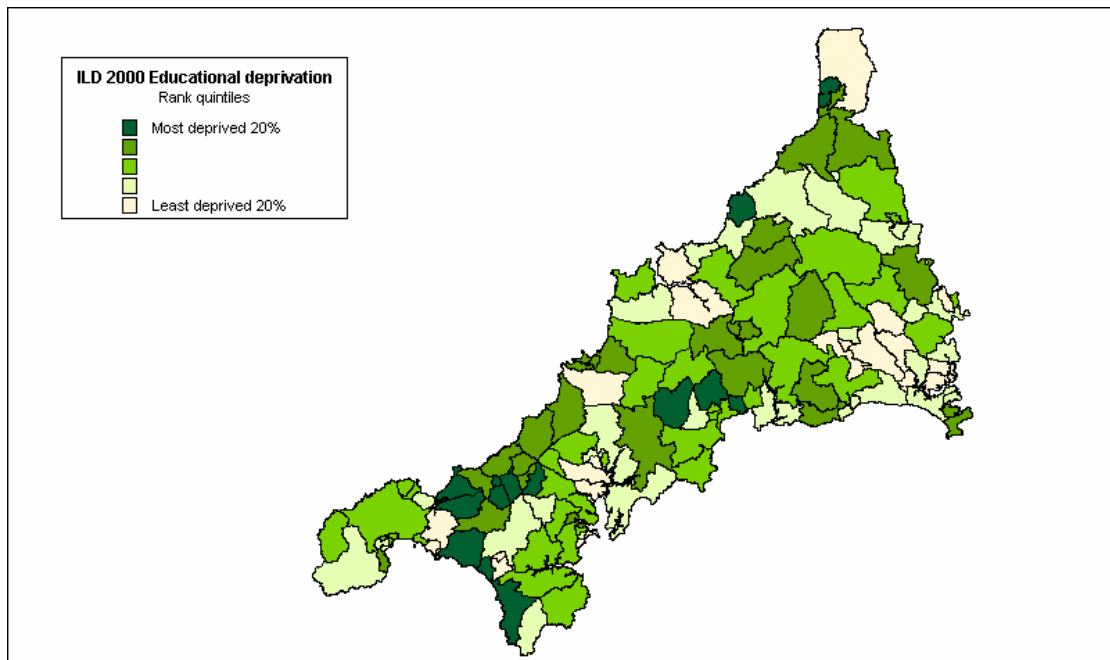 ILD 2000 Educational deprivation
Rank quintiles
Most deprived 20%
Least deprived 20%